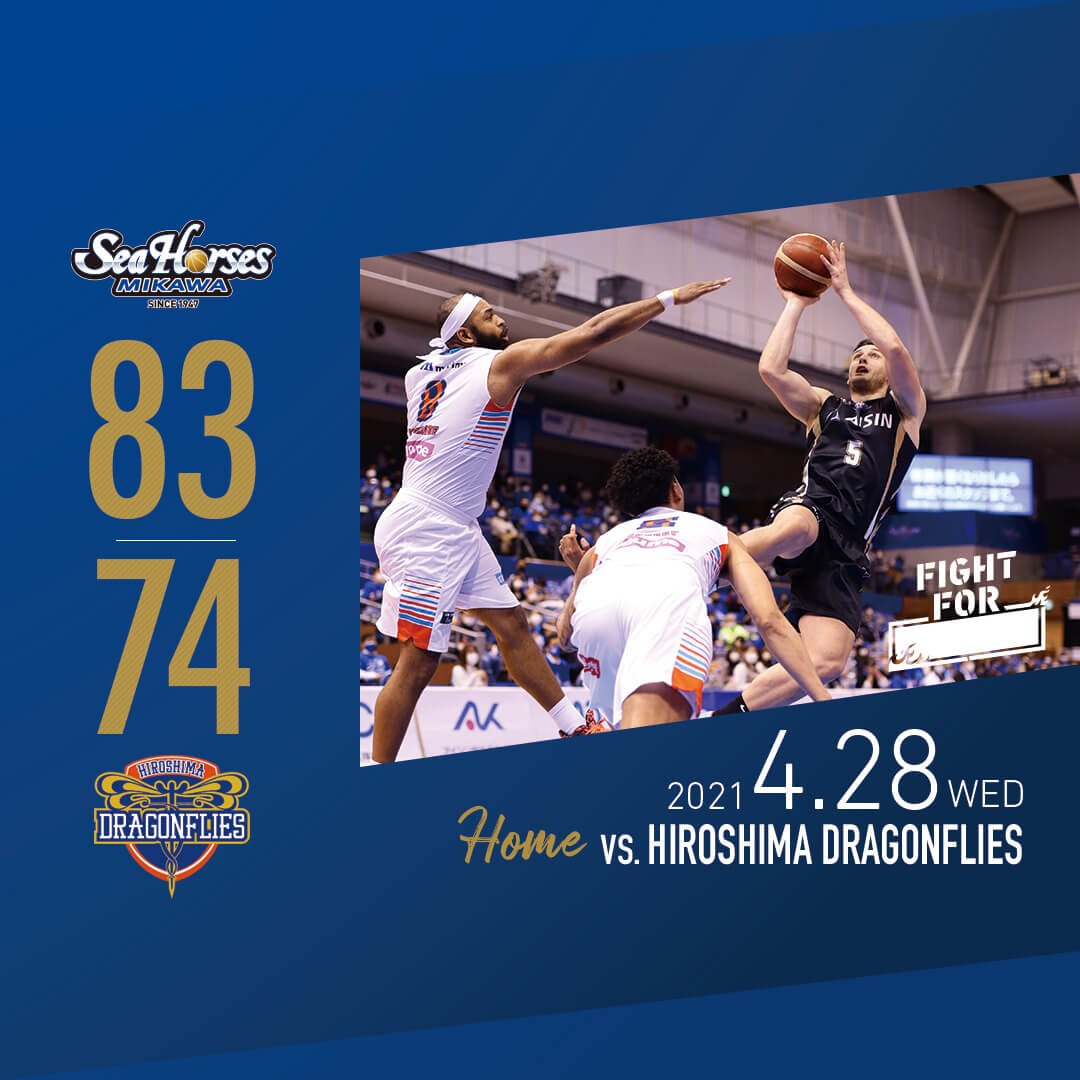 SeaHorses
MIKAWA
SINCE 1947
83
74
HIROSHIMA
DRAGONFLIES
8
AISIN
5
AK
FIGHT
FOR
2021 4.28 WED
Home vs. HIROSHIMA DRAGONFLIES